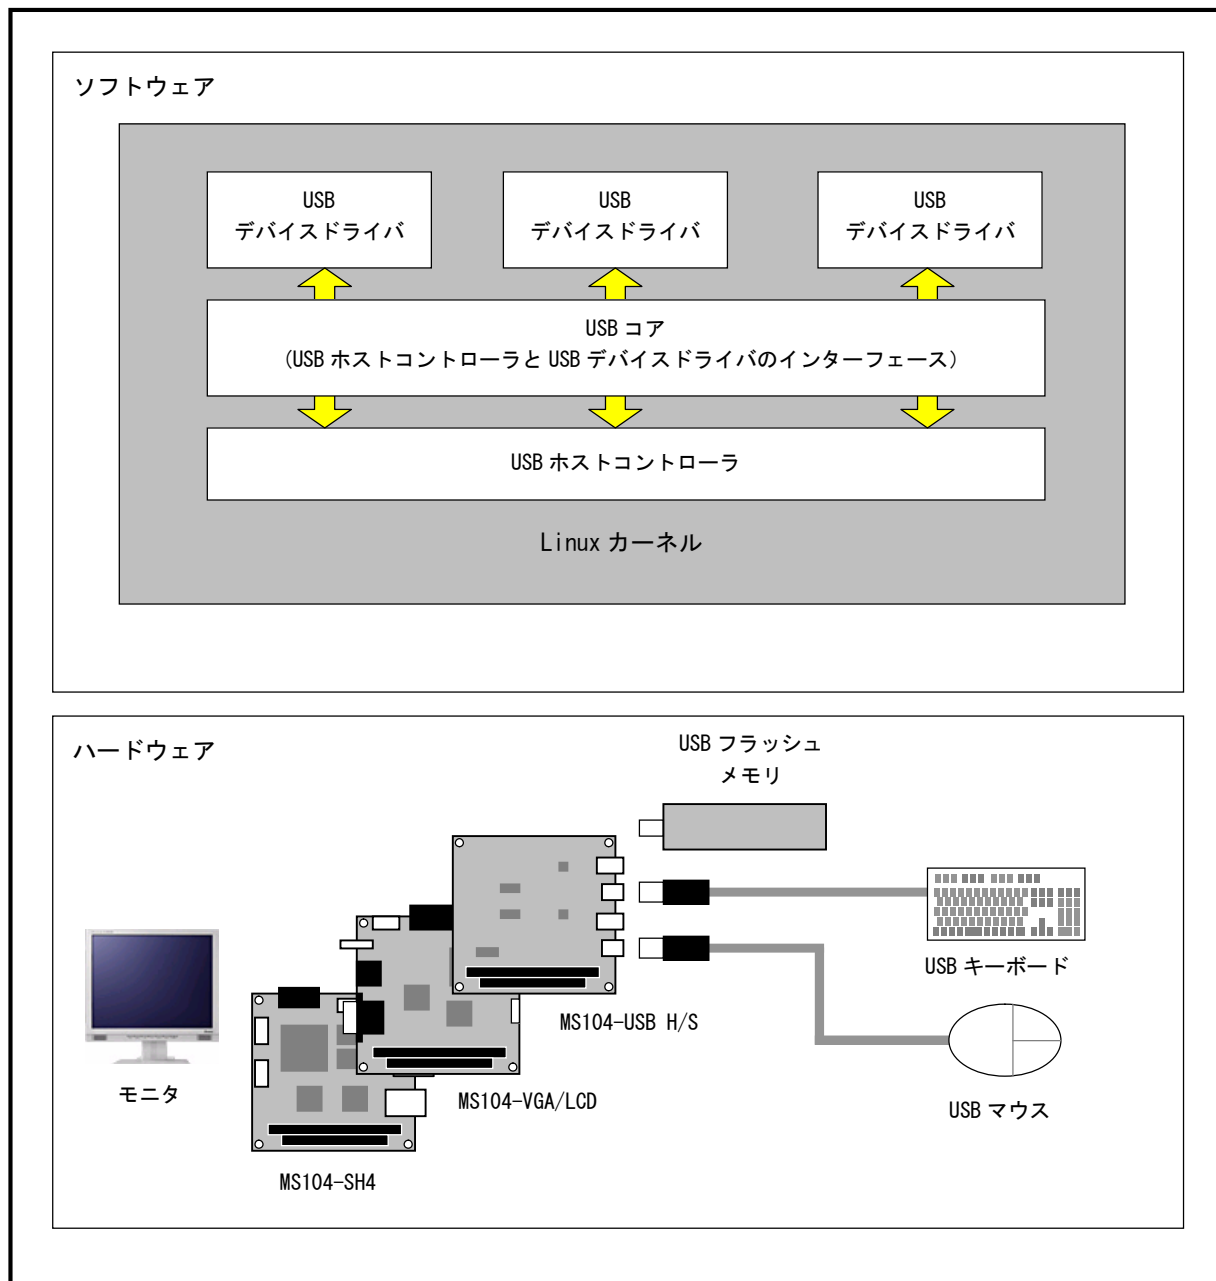 ソフトウェア
USB
デバイスドライバ
USB
デバイスドライバ
USB
デバイスドライバ
USB コア
(USB ホストコントローラと USB デバイスドライバのインターフェース)
USB ホストコントローラ
Linux カーネル
ハードウェア
USB フラッシュ
メモリ
USB キーボード
MS104-USB H/S
モニタ
MS104-VGA/LCD
USB マウス
MS104-SH4